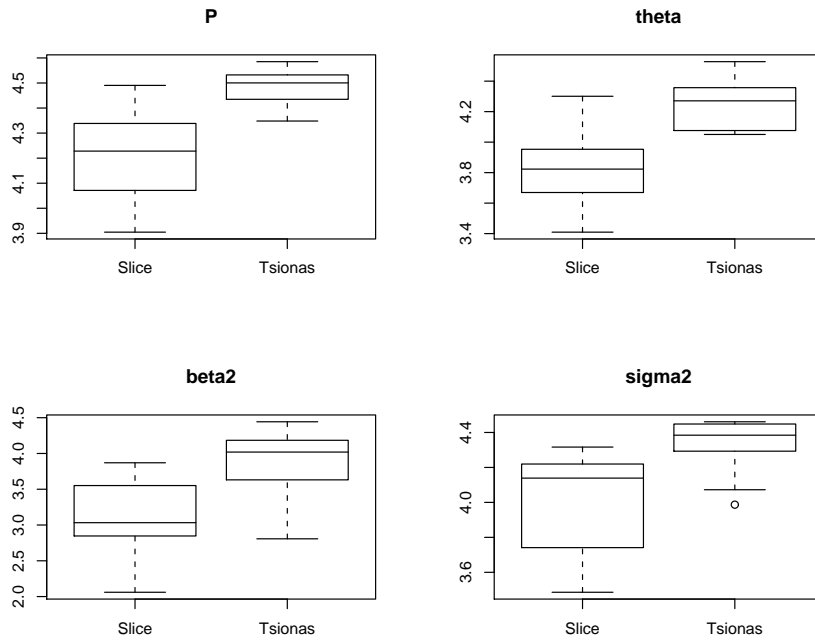 P
4.5
4.3
4.1
3.9
Slice Tsionas
theta
4.2
3.8
3.4
Slice Tsionas
beta2
4.5
4.0
3.5
3.0
2.5
2.0
Slice Tsionas
sigma2
4.4
4.0
3.6
Slice Tsionas